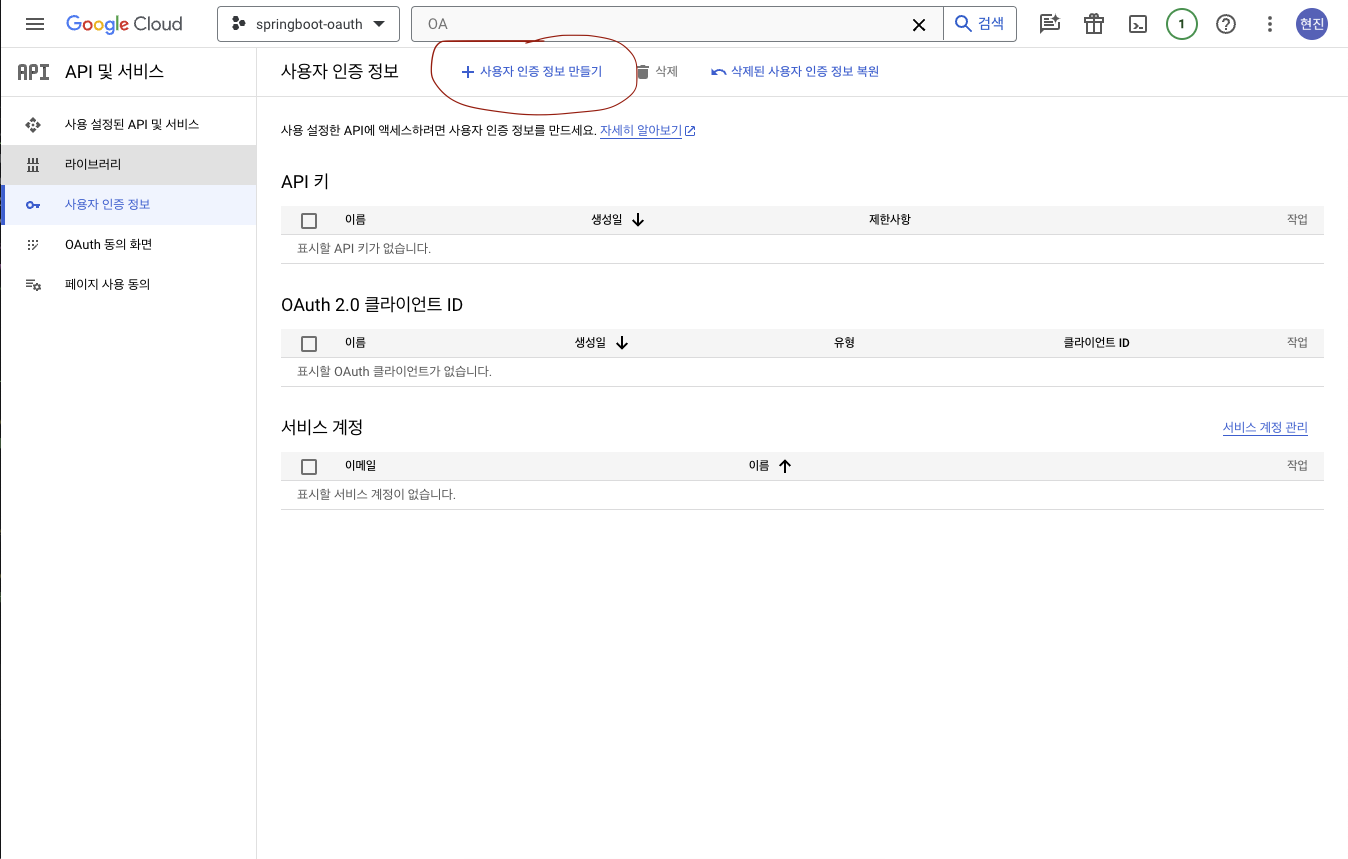 Google Cloud springboot-oauth OA 검색 1 현진
API API 및 서비스
사용자 인증 정보 사용자 인증 정보 만들기 삭제 삭제된 사용자 인증 정보 복원
사용 설정된 API 및 서비스
라이브러리
사용자 인증 정보
OAuth 동의 화면
페이지 사용 동의
사용 설정한 API에 액세스하려면 사용자 인증 정보를 만드세요. 자세히 알아보기
API 키
이름 생성일 제한사항 작업
표시할 API 키가 없습니다.
OAuth 2.0 클라이언트 ID
이름 생성일 유형 클라이언트 ID 작업
표시할 OAuth 클라이언트가 없습니다.
서비스 계정 서비스 계정 관리
이메일 이름 작업
표시할 서비스 계정이 없습니다.